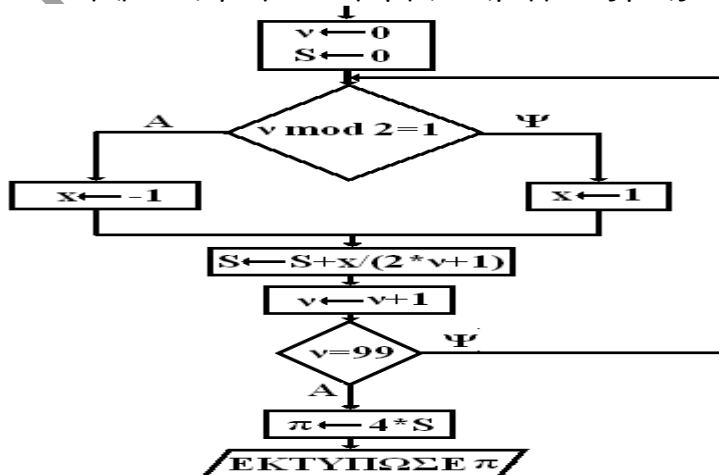 ν ← 0
S ← 0
ν mod 2=1
Α
Ψ
x ← -1
x ← 1
S ← S+x/(2*ν+1)
ν ← ν+1
ν=99
Ψ
Α
π ← 4*S
ΕΚΤΥΠΩΣΕ π